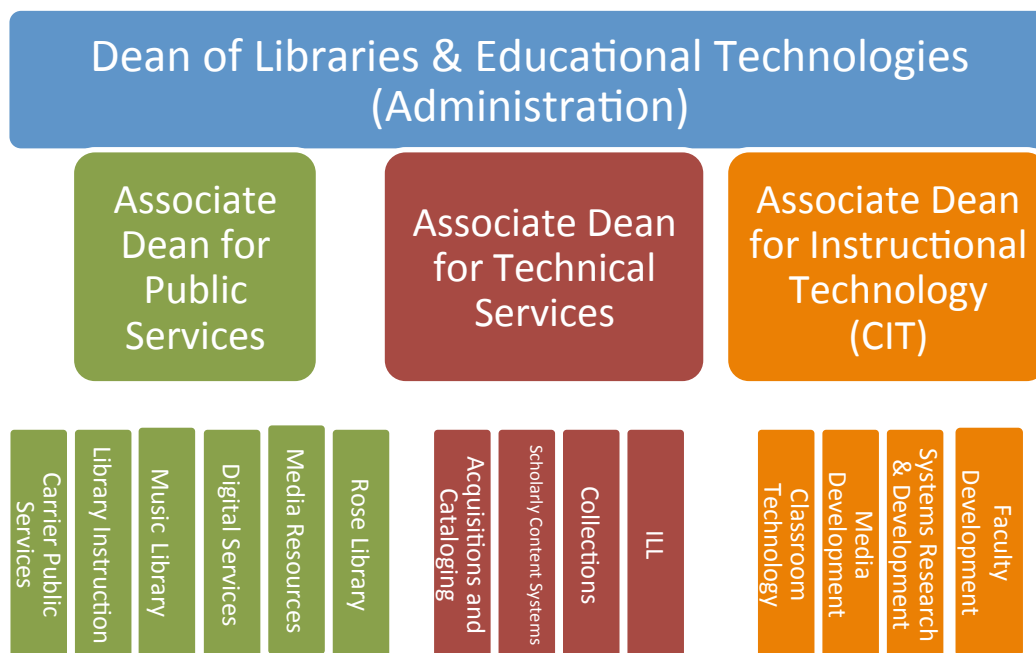 Dean of Libraries & Educational Technologies
(Administration)
Associate
Dean for
Public
Services
Associate Dean
for Technical
Services
Associate Dean
for Instructional
Technology
(CIT)
Carrier Public
Services
Library Instruction
Music Library
Digital Services
Media Resources
Rose Library
Acquisitions and
Cataloging
Scholarly Content Systems
Collections
ILL
Classroom
Technology
Media
Development
Systems Research
& Development
Faculty
Development